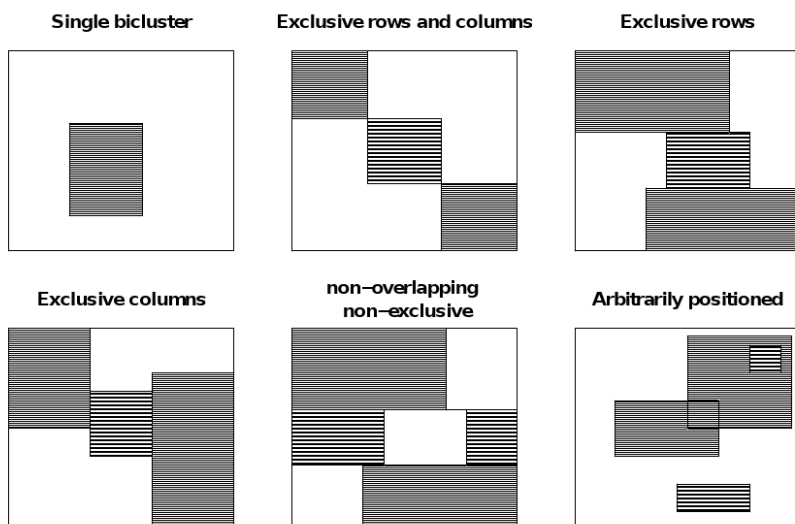 Single bicluster
Exclusive rows and columns
Exclusive rows
Exclusive columns
non−overlapping
non−exclusive
Arbitrarily positioned